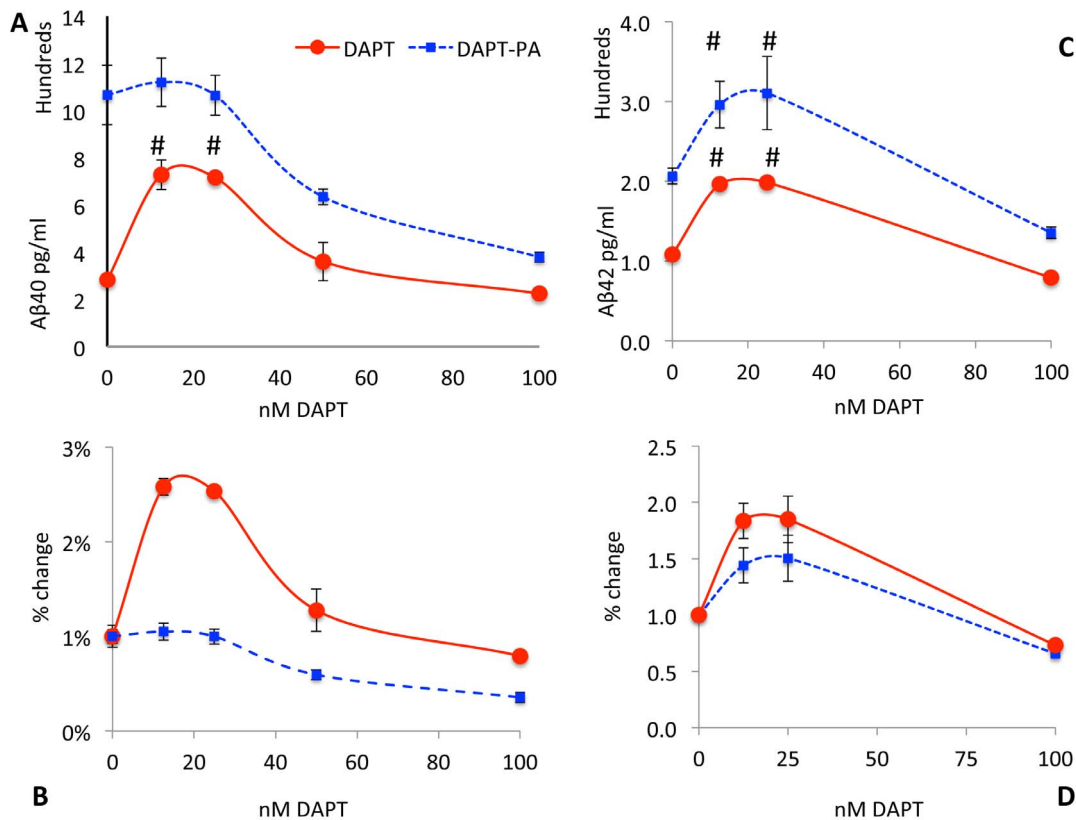 A
Hundreds
Aβ40 pg/ml
14
12
10
8
6
4
2
0
DAPT
DAPT-PA
# #
0 20 40 60 80 100
nM DAPT
C
Hundreds
Aβ42 pg/ml
4.0
3.0
2.0
1.0
0.0
# #
# #
0 20 40 60 80 100
nM DAPT
B
% change
3%
2%
1%
0%
0 20 40 60 80 100
nM DAPT
D
% change
2.5
2.0
1.5
1.0
0.5
0.0
0 25 50 75 100
nM DAPT